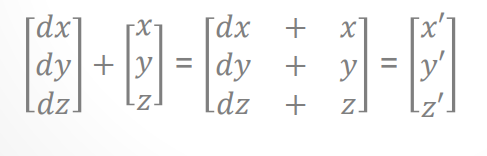 [dx dy dz] + [x y z] = [dx + x dy + y dz + z] = [x′ y′ z′]